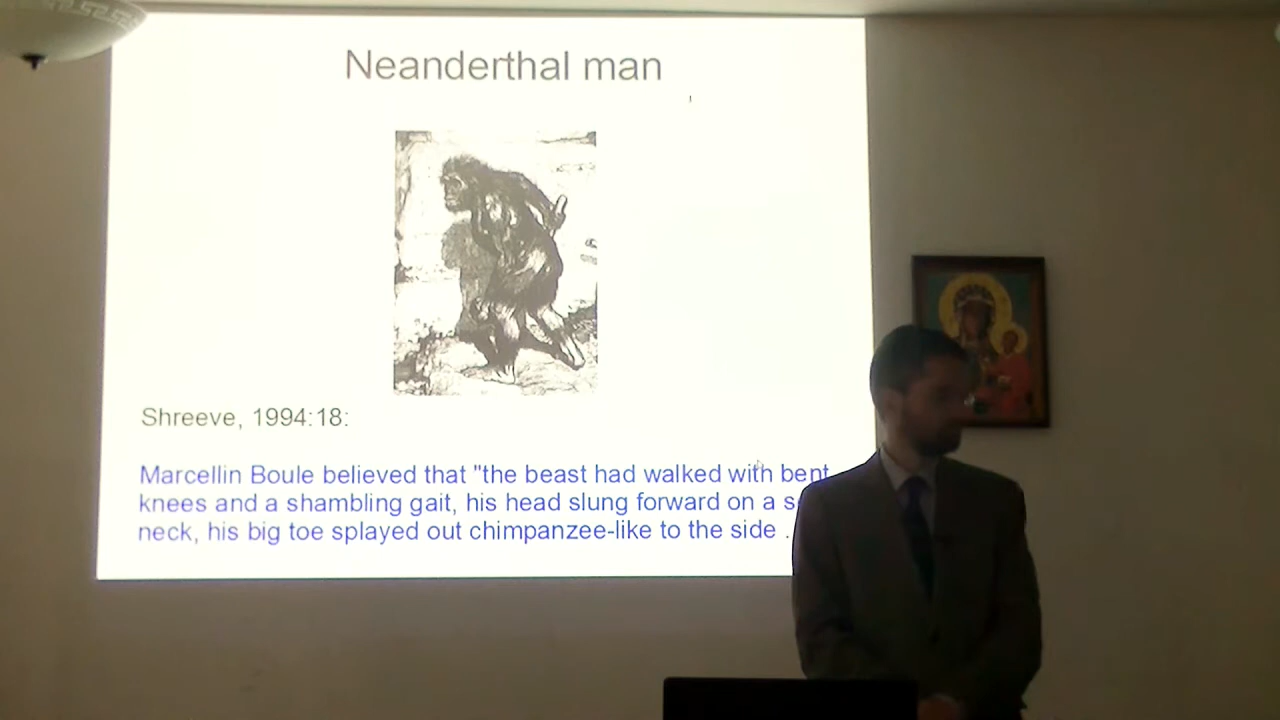 Neanderthal man
Shreeve, 1994:18:
Marcellin Boule believed that "the beast had walked with bent
knees and a shambling gait, his head slung forward on a
neck, his big toe splayed out chimpanzee-like to the side .